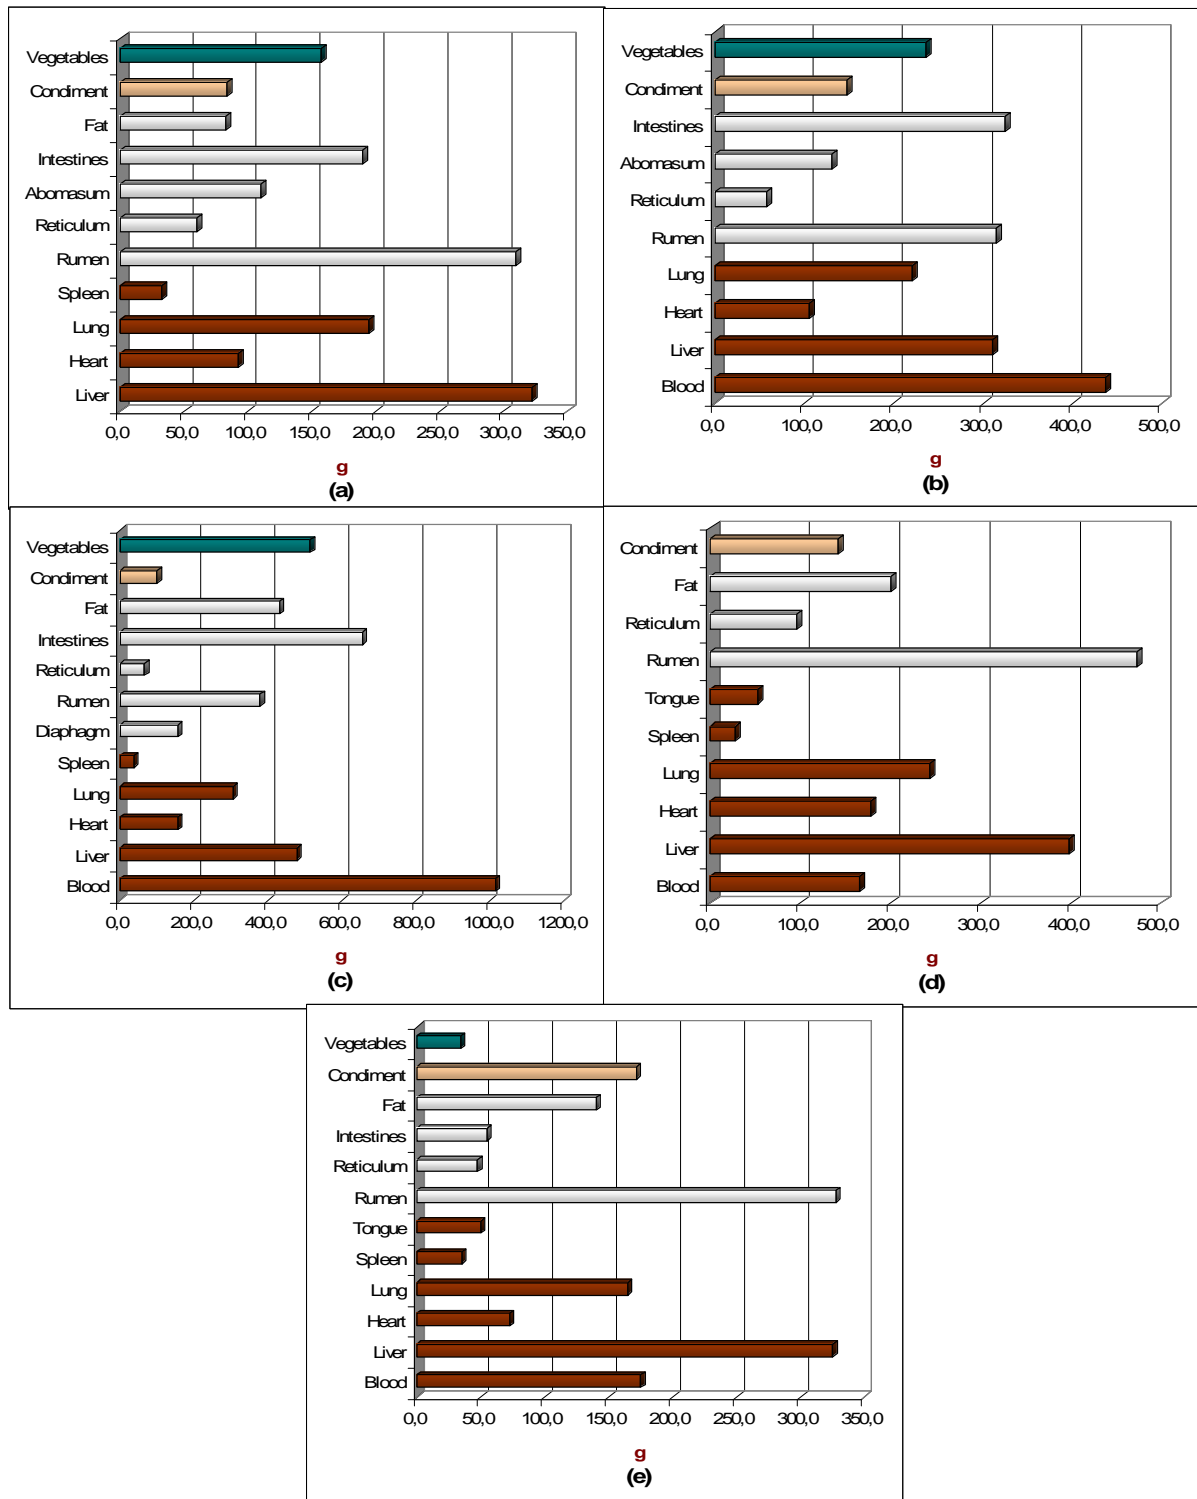 Vegetables
Condiment
Fat
Intestines
Abomasum
Reticulum
Rumen
Spleen
Lung
Heart
Liver
0,0 50,0 100,0 150,0 200,0 250,0 300,0 350,0
g
(a)
Vegetables
Condiment
Intestines
Abomasum
Reticulum
Rumen
Lung
Heart
Liver
Blood
0,0 100,0 200,0 300,0 400,0 500,0
g
(b)
Vegetables
Condiment
Fat
Intestines
Reticulum
Rumen
Diaphagm
Spleen
Lung
Heart
Liver
Blood
0,0 200,0 400,0 600,0 800,0 1000,0 1200,0
g
(c)
Condiment
Fat
Reticulum
Rumen
Tongue
Spleen
Lung
Heart
Liver
Blood
0,0 100,0 200,0 300,0 400,0 500,0
g
(d)
Vegetables
Condiment
Fat
Intestines
Reticulum
Rumen
Tongue
Spleen
Lung
Heart
Liver
Blood
0,0 50,0 100,0 150,0 200,0 250,0 300,0 350,0
g
(e)